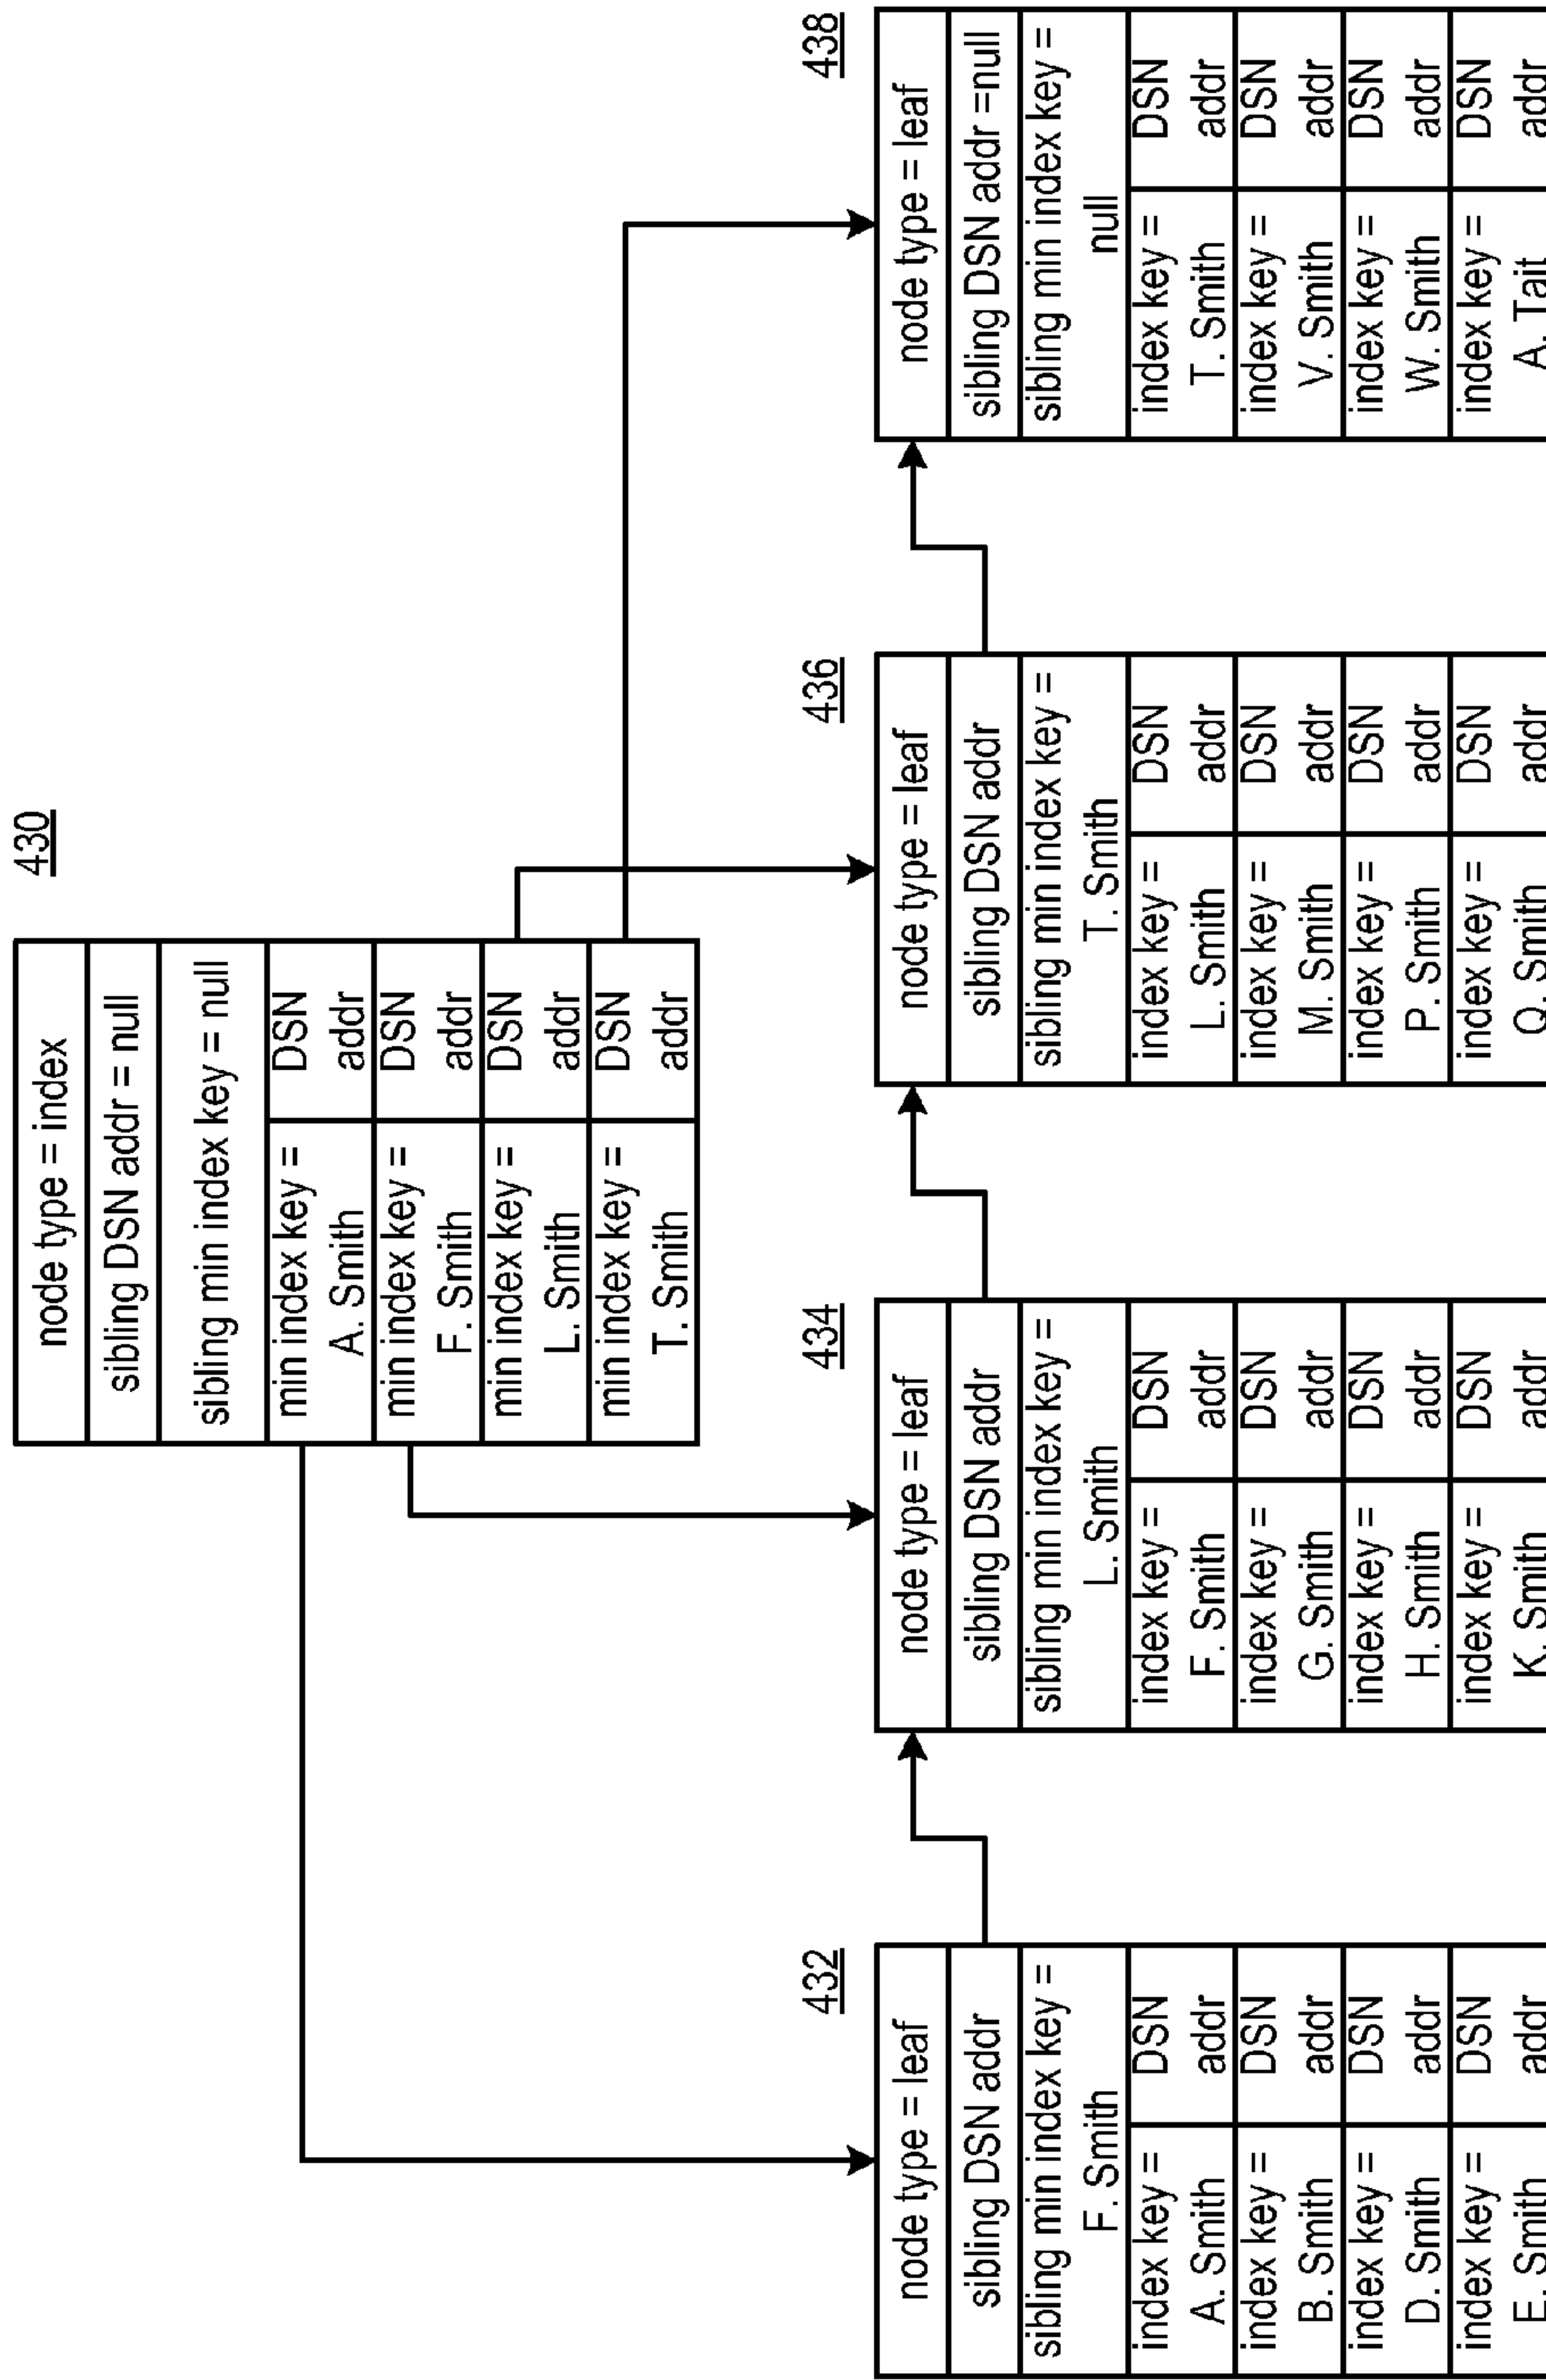 430
node type = index
sibling DSN addr = null
sibling min index key = null
min index key = DSN
A. Smith addr
min index key = DSN
F. Smith addr
min index key = DSN
L. Smith addr
min index key = DSN
T. Smith addr
432
node type = leaf
sibling DSN addr
sibling min index key =
F. Smith
index key = DSN
A. Smith addr
index key = DSN
B. Smith addr
index key = DSN
D. Smith addr
index key = DSN
E. Smith addr
434
node type = leaf
sibling DSN addr
sibling min index key =
L. Smith
index key = DSN
F. Smith addr
index key = DSN
G. Smith addr
index key = DSN
H. Smith addr
index key = DSN
K. Smith addr
436
node type = leaf
sibling DSN addr
sibling min index key =
T. Smith
index key = DSN
L. Smith addr
index key = DSN
M. Smith addr
index key = DSN
P. Smith addr
index key = DSN
Q. Smith addr
438
node type = leaf
sibling DSN addr =null
sibling min index key =
null
index key = DSN
T. Smith addr
index key = DSN
V. Smith addr
index key = DSN
W. Smith addr
index key = DSN
A. Tait addr